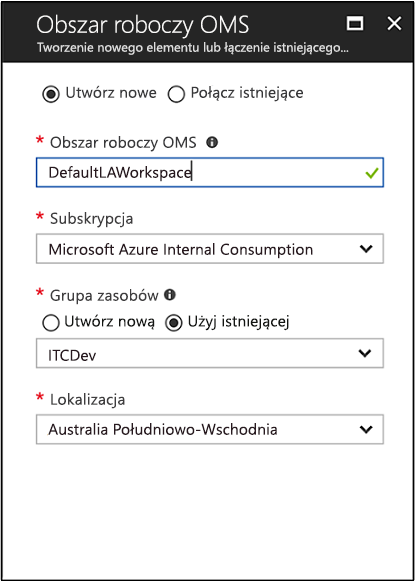 Obszar roboczy OMS
Tworzenie nowego elementu lub łączenie istniejącego...
Utwórz nowe Połącz istniejące
* Obszar roboczy OMS
DefaultLAWorkspace
* Subskrypcja
Microsoft Azure Internal Consumption
* Grupa zasobów
Utwórz nową Użyj istniejącej
ITCDev
* Lokalizacja
Australia Południowo-Wschodnia